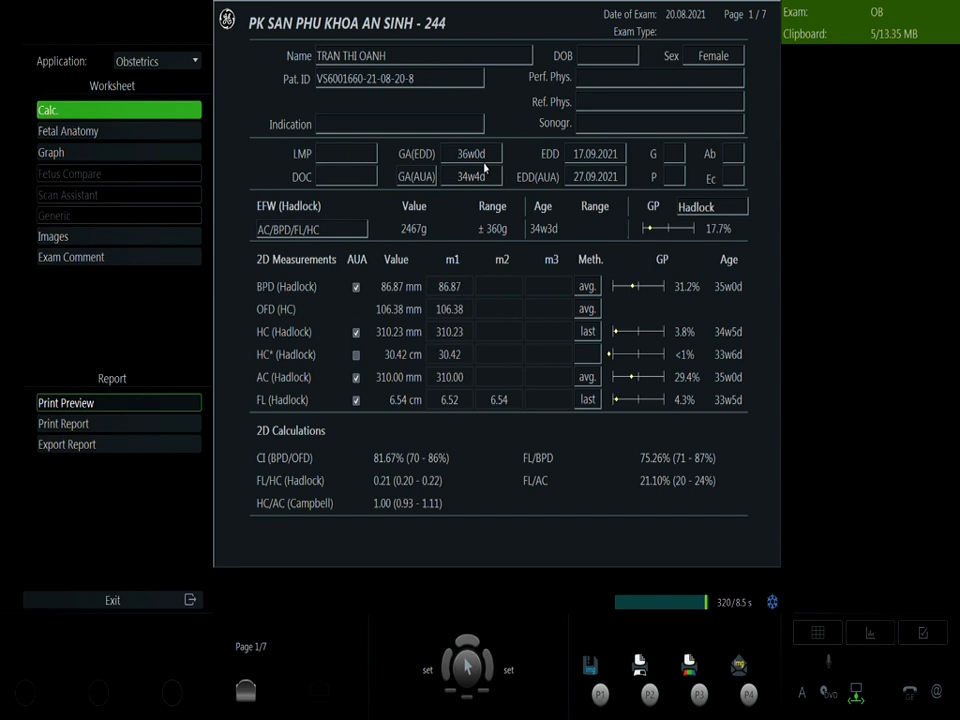 PK SAN PHU KHOA AN SINH - 244
Date of Exam: 20.08.2021 Page 1 / 7
Exam Type:
Exam: OB
Clipboard: 5/13.35 MB
Application: Obstetrics
Worksheet
Calc.
Fetal Anatomy
Graph
Fetus Compare
Scan Assistant
Generic
Images
Exam Comment
Report
Print Preview
Print Report
Export Report
Exit
Name TRAN THI OANH DOB Sex Female
Pat. ID VS6001660-21-08-20-8 Perf. Phys.
Ref. Phys.
Indication Sonogr.
LMP GA(EDD) 36w0d EDD 17.09.2021 G Ab
DOC GA(AUA) 34w4d EDD(AUA) 27.09.2021 P Ec
EFW (Hadlock) Value Range Age Range GP Hadlock
AC/BPD/FL/HC 2467g ± 360g 34w3d 17.7%
2D Measurements AUA Value m1 m2 m3 Meth. GP Age
BPD (Hadlock) 86.87 mm 86.87 avg. 31.2% 35w0d
OFD (HC) 106.38 mm 106.38 avg.
HC (Hadlock) 310.23 mm 310.23 last 3.8% 34w5d
HC* (Hadlock) 30.42 cm 30.42 <1% 33w6d
AC (Hadlock) 310.00 mm 310.00 avg. 29.4% 35w0d
FL (Hadlock) 6.54 cm 6.52 6.54 last 4.3% 33w5d
2D Calculations
CI (BPD/OFD) 81.67% (70 - 86%) FL/BPD 75.26% (71 - 87%)
FL/HC (Hadlock) 0.21 (0.20 - 0.22) FL/AC 21.10% (20 - 24%)
HC/AC (Campbell) 1.00 (0.93 - 1.11)
320/8.5 s
Page 1/7
set set
P1 P2 P3 P4
A DVD @